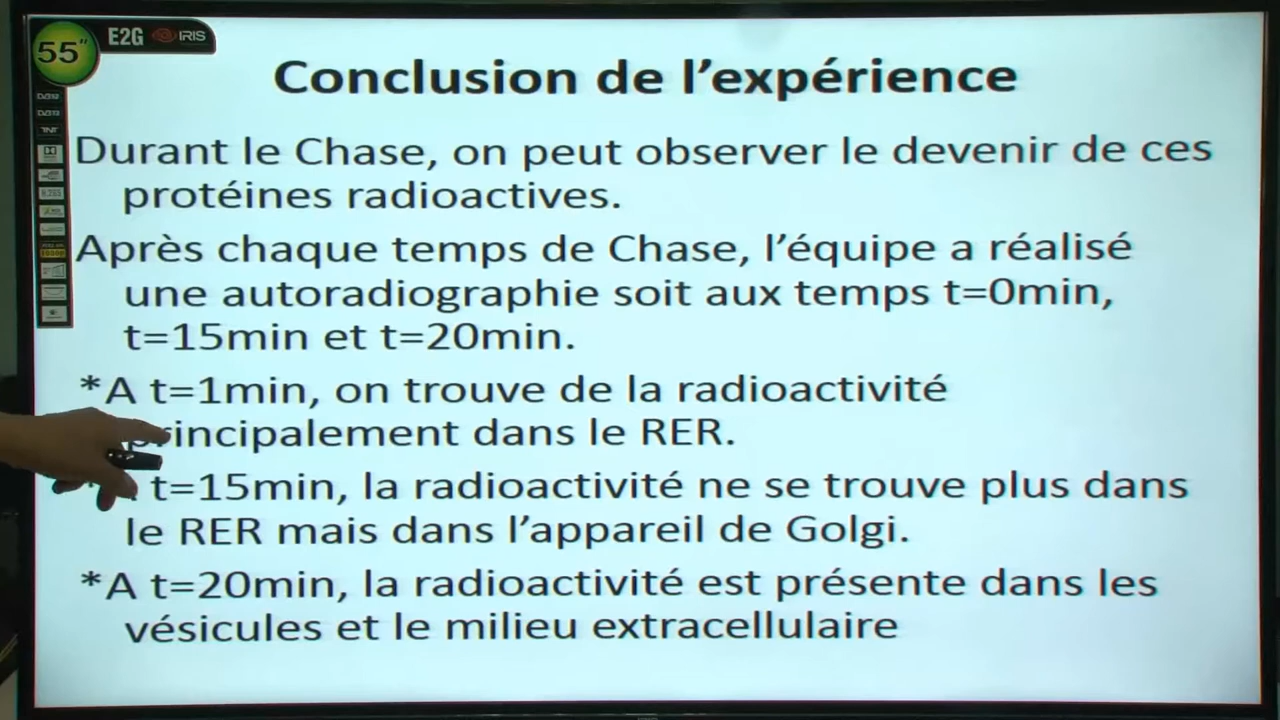 55"
E2G IRIS
Conclusion de l'expérience
Durant le Chase, on peut observer le devenir de ces
protéines radioactives.
Après chaque temps de Chase, l'équipe a réalisé
une autoradiographie soit aux temps t=0min,
t=15min et t=20min.
*A t=1min, on trouve de la radioactivité
principalement dans le RER.
t=15min, la radioactivité ne se trouve plus dans
le RER mais dans l'appareil de Golgi.
*A t=20min, la radioactivité est présente dans les
vésicules et le milieu extracellulaire